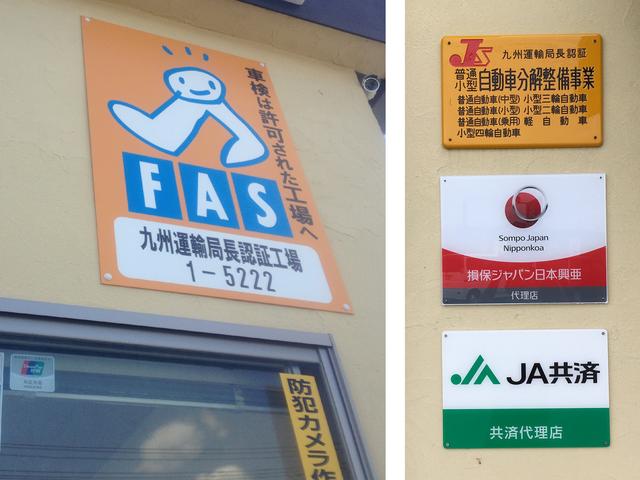 車検は許可された工場へ
FAS
九州運輸局長認証工場
1-5222
防犯カメラ作
JS
九州運輸局長認証
普通
小型
自動車分解整備事業
普通自動車(中型) 小型三輪自動車
普通自動車(小型) 小型二輪自動車
普通自動車(乗用) 軽自動車
小型四輪自動車
Sompo Japan
Nipponkoa
損保ジャパン日本興亜
代理店
JA共済
共済代理店